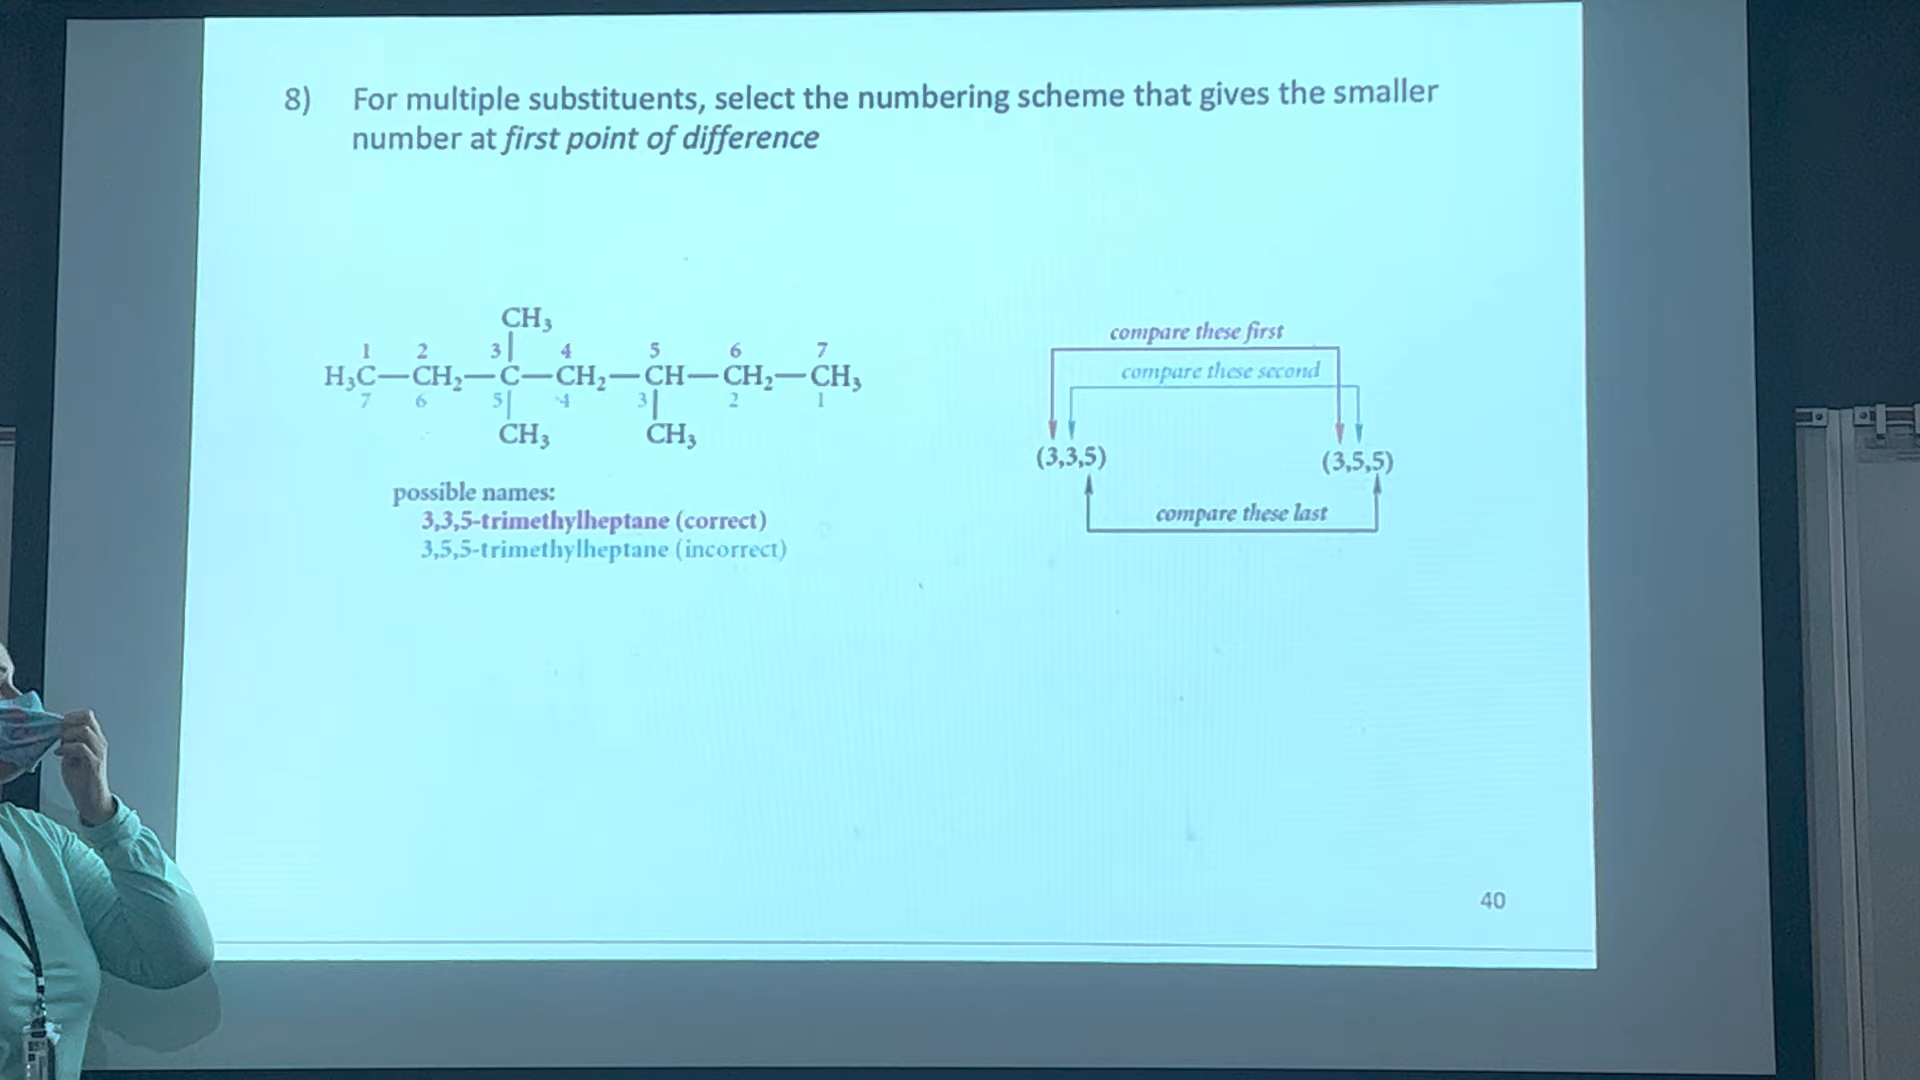 8) For multiple substituents, select the numbering scheme that gives the smaller
number at first point of difference
CH₃
1 2 3 4 5 6 7
H₃C—CH₂—C—CH₂—CH—CH₂—CH₃
7 6 5 4 3 2 1
CH₃ CH₃
possible names:
3,3,5-trimethylheptane (correct)
3,5,5-trimethylheptane (incorrect)
compare these first
compare these second
(3,3,5) (3,5,5)
compare these last
40